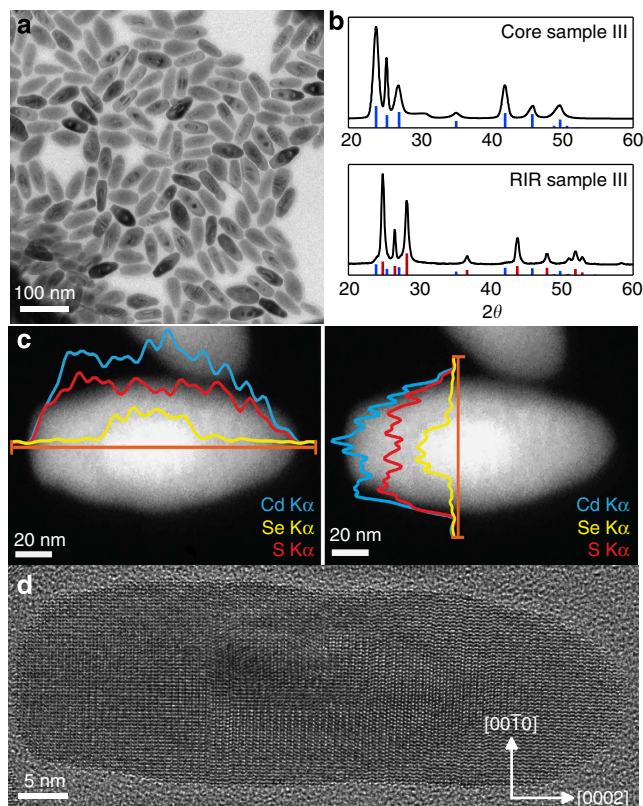 a
100 nm
b
Core sample III
20 30 40 50 60
RIR sample III
20 30 40 50 60
2θ
c
Cd Kα
Se Kα
S Kα
20 nm
Cd Kα
Se Kα
S Kα
20 nm
d
[0010]
[0002]
5 nm